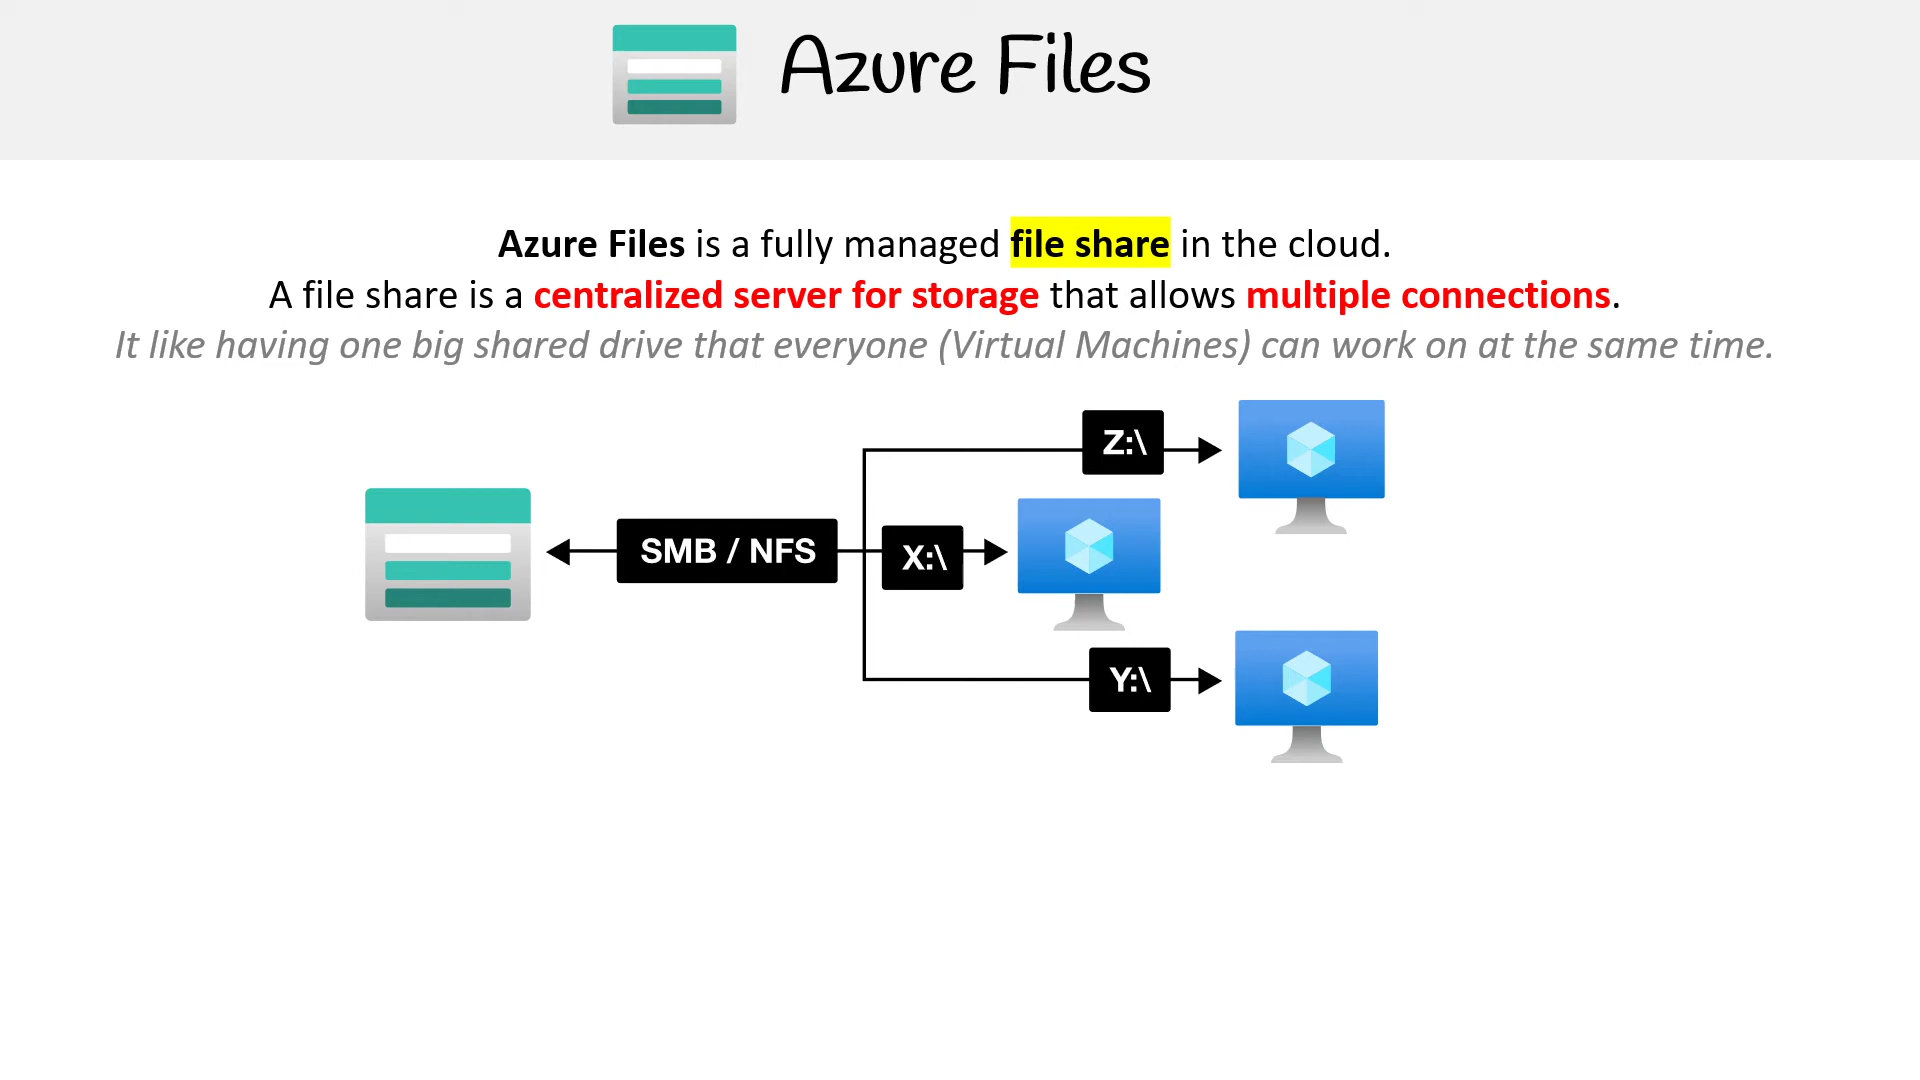 Azure Files
Azure Files is a fully managed file share in the cloud.
A file share is a centralized server for storage that allows multiple connections.
It like having one big shared drive that everyone (Virtual Machines) can work on at the same time.
Z:\
SMB / NFS
X:\
Y:\